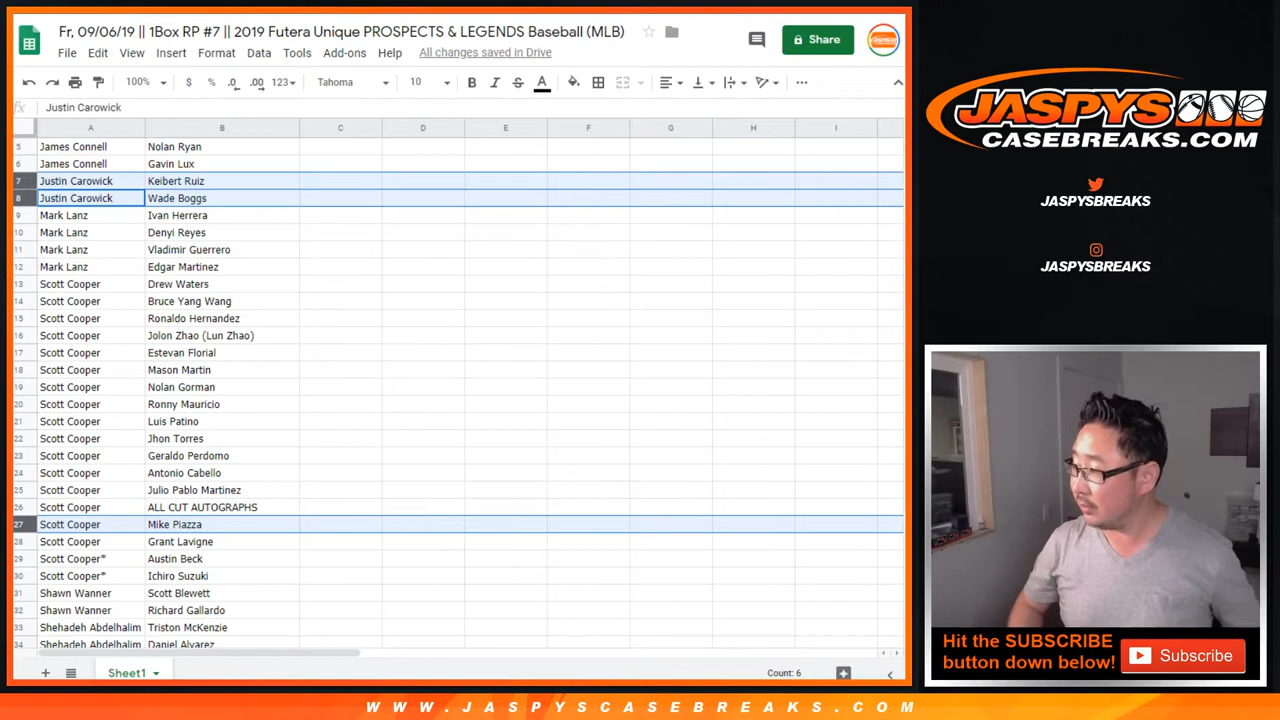 Fr, 09/06/19 || 1Box RP #7 || 2019 Futera Unique PROSPECTS & LEGENDS Baseball (MLB)
File Edit View Insert Format Data Tools Add-ons Help All changes saved in Drive
Share
100% $ % .0 .00 123 Tahoma 10 B I S A
fx Justin Carowick
A B C D E F G H I
5 James Connell Nolan Ryan
6 James Connell Gavin Lux
7 Justin Carowick Keibert Ruiz
8 Justin Carowick Wade Boggs
9 Mark Lanz Ivan Herrera
10 Mark Lanz Denyi Reyes
11 Mark Lanz Vladimir Guerrero
12 Mark Lanz Edgar Martinez
13 Scott Cooper Drew Waters
14 Scott Cooper Bruce Yang Wang
15 Scott Cooper Ronaldo Hernandez
16 Scott Cooper Jolon Zhao (Lun Zhao)
17 Scott Cooper Estevan Florial
18 Scott Cooper Mason Martin
19 Scott Cooper Nolan Gorman
20 Scott Cooper Ronny Mauricio
21 Scott Cooper Luis Patino
22 Scott Cooper Jhon Torres
23 Scott Cooper Geraldo Perdomo
24 Scott Cooper Antonio Cabello
25 Scott Cooper Julio Pablo Martinez
26 Scott Cooper ALL CUT AUTOGRAPHS
27 Scott Cooper Mike Piazza
28 Scott Cooper Grant Lavigne
29 Scott Cooper* Austin Beck
30 Scott Cooper* Ichiro Suzuki
31 Shawn Wanner Scott Blewett
32 Shawn Wanner Richard Gallardo
33 Shehadeh Abdelhalim Triston McKenzie
34 Shehadeh Abdelhalim Daniel Alvarez
Sheet1
Count: 6
JASPYS
CASEBREAKS.COM
JASPYSBREAKS
JASPYSBREAKS
Hit the SUBSCRIBE
button down below!
Subscribe
WWW.JASPYSCASEBREAKS.COM